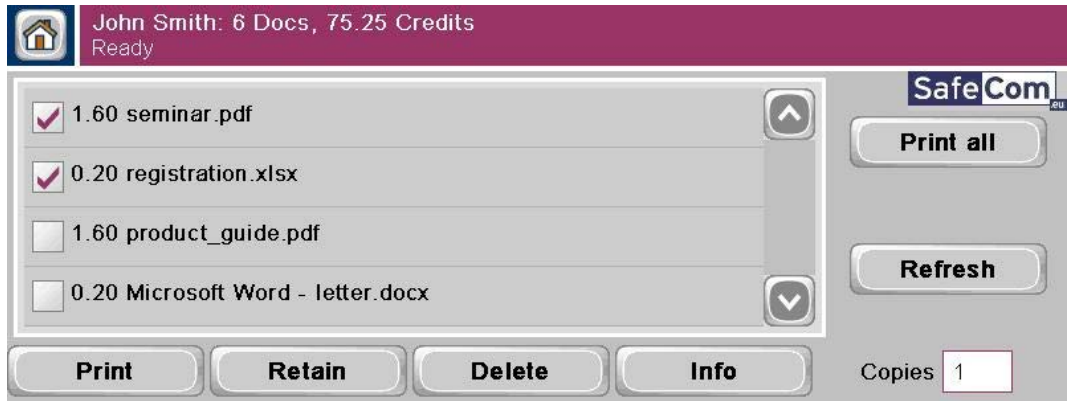 John Smith: 6 Docs, 75.25 Credits
Ready
SafeCom.eu
1.60 seminar.pdf
Print all
0.20 registration.xlsx
1.60 product_guide.pdf
Refresh
0.20 Microsoft Word - letter.docx
Print
Retain
Delete
Info
Copies 1